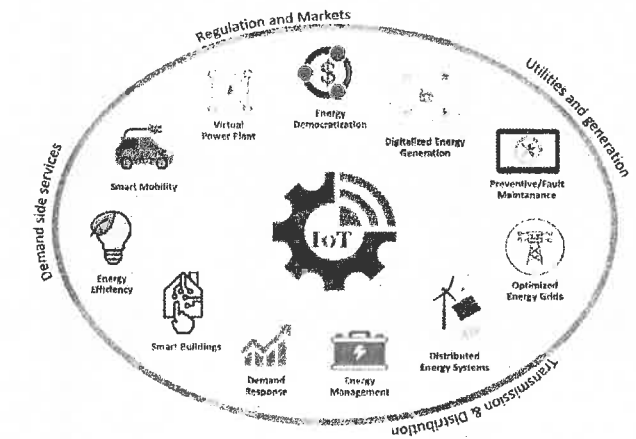 Regulation and Markets
Utilities and generation
Transmission & Distribution
Demand side services
Virtual
Power Plant
Energy
Democratization
$
Digitalized Energy
Generation
Smart Mobility
Preventive/Fault
Maintanance
IoT
Energy
Efficiency
Optimized
Energy Grids
Smart Buildings
Demand
Response
Energy
Management
Distributed
Energy Systems